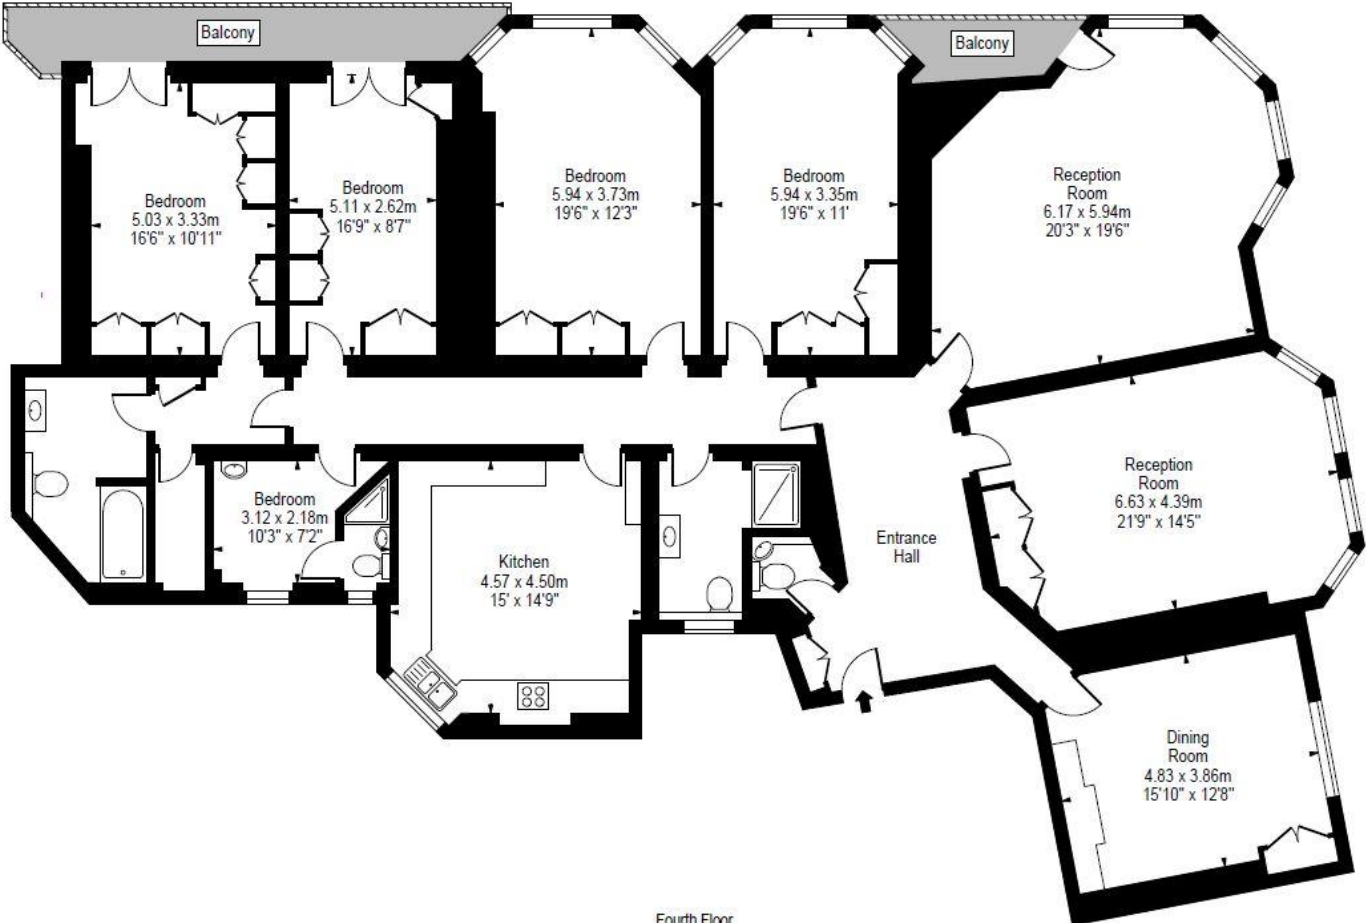 Balcony
Balcony
Bedroom
5.03 x 3.33m
16'6" x 10'11"
Bedroom
5.11 x 2.62m
16'9" x 8'7"
Bedroom
5.94 x 3.73m
19'6" x 12'3"
Bedroom
5.94 x 3.35m
19'6" x 11'
Reception
Room
6.17 x 5.94m
20'3" x 19'6"
Reception
Room
6.63 x 4.39m
21'9" x 14'5"
Bedroom
3.12 x 2.18m
10'3" x 7'2"
Kitchen
4.57 x 4.50m
15' x 14'9"
Entrance
Hall
Dining
Room
4.83 x 3.86m
15'10" x 12'8"
Fourth Floor